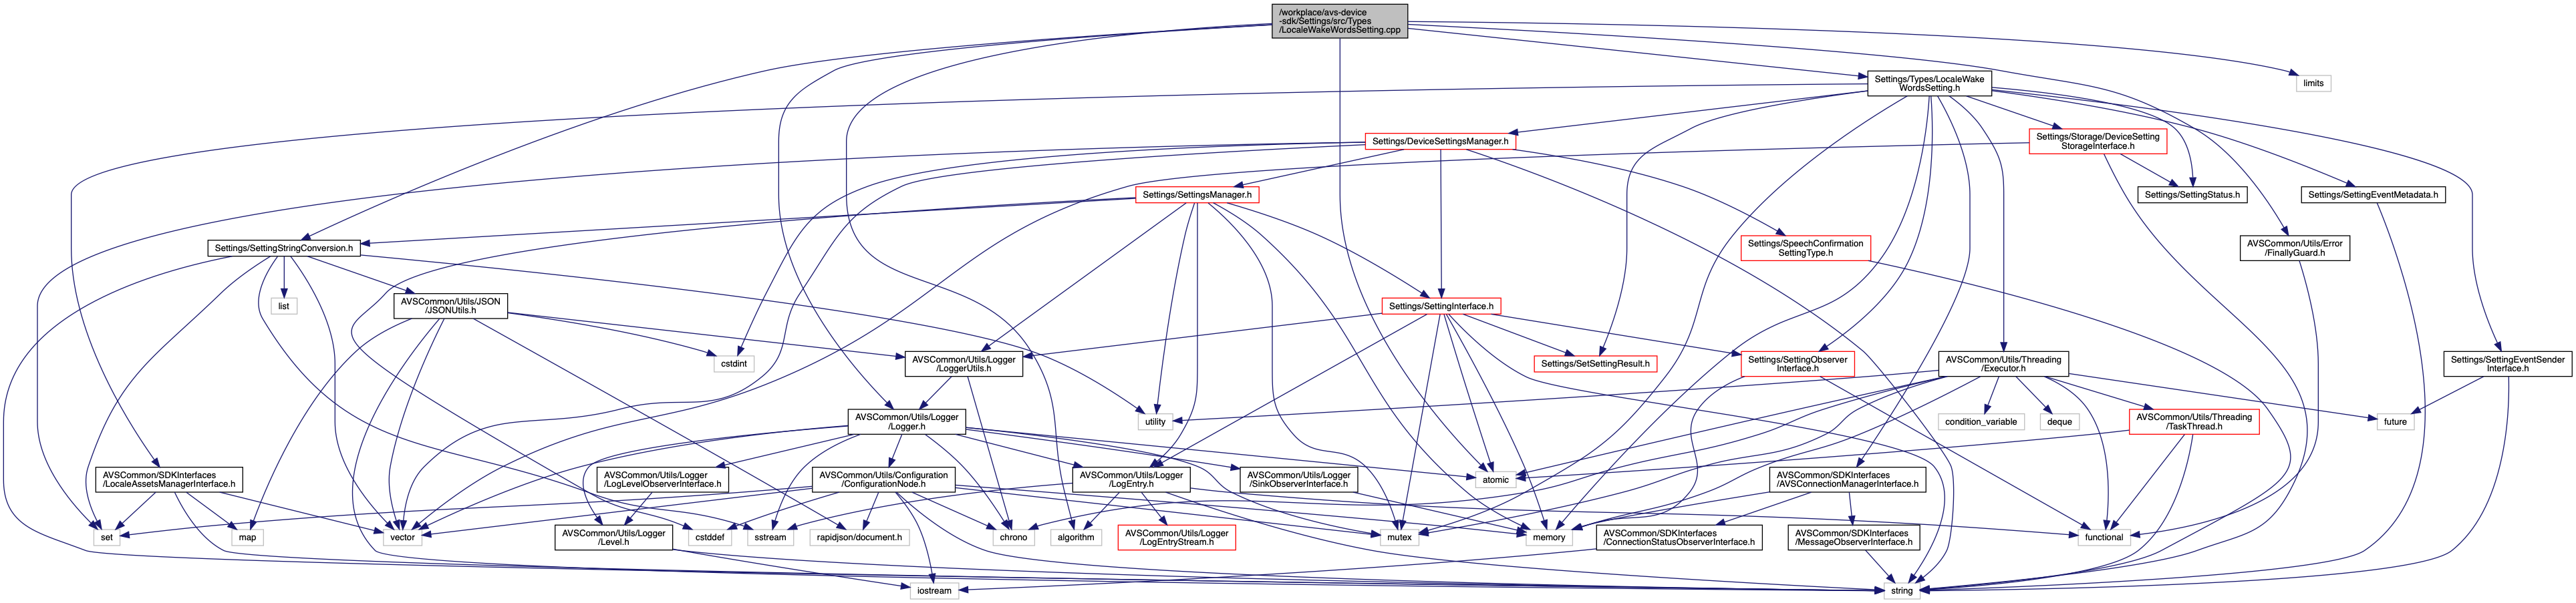 /workplace/avs-device
-sdk/Settings/src/Types
/LocaleWakeWordsSetting.cpp
limits
Settings/Types/LocaleWake
WordsSetting.h
Settings/DeviceSettingsManager.h
Settings/Storage/DeviceSetting
StorageInterface.h
Settings/SettingsManager.h
Settings/SettingStatus.h
Settings/SettingEventMetadata.h
Settings/SettingStringConversion.h
Settings/SpeechConfirmation
SettingType.h
AVSCommon/Utils/Error
/FinallyGuard.h
list
AVSCommon/Utils/JSON
/JSONUtils.h
Settings/SettingInterface.h
cstdint
AVSCommon/Utils/Logger
/LoggerUtils.h
Settings/SetSettingResult.h
Settings/SettingObserver
Interface.h
AVSCommon/Utils/Threading
/Executor.h
Settings/SettingEventSender
Interface.h
AVSCommon/Utils/Logger
/Logger.h
utility
condition_variable
deque
AVSCommon/Utils/Threading
/TaskThread.h
future
AVSCommon/SDKInterfaces
/LocaleAssetsManagerInterface.h
AVSCommon/Utils/Logger
/LogLevelObserverInterface.h
AVSCommon/Utils/Configuration
/ConfigurationNode.h
AVSCommon/Utils/Logger
/LogEntry.h
AVSCommon/Utils/Logger
/SinkObserverInterface.h
atomic
AVSCommon/SDKInterfaces
/AVSConnectionManagerInterface.h
set
map
vector
AVSCommon/Utils/Logger
/Level.h
cstddef
sstream
rapidjson/document.h
chrono
algorithm
AVSCommon/Utils/Logger
/LogEntryStream.h
mutex
memory
AVSCommon/SDKInterfaces
/ConnectionStatusObserverInterface.h
AVSCommon/SDKInterfaces
/MessageObserverInterface.h
functional
iostream
string